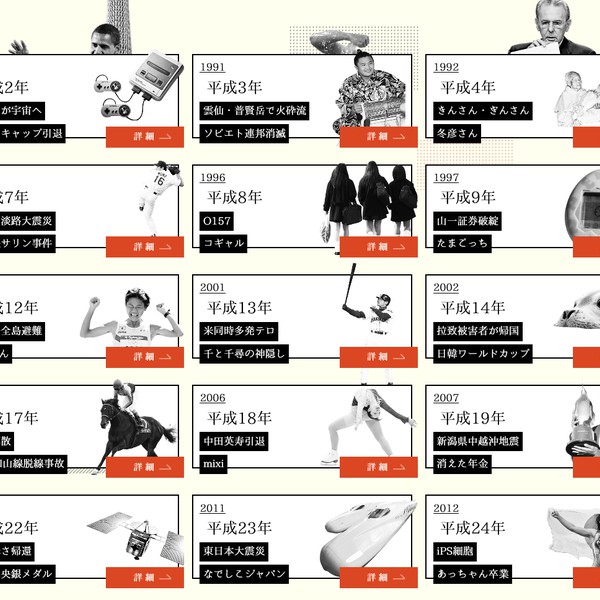 成2年
が宇宙へ
キャップ引退
詳細
1991
平成3年
雲仙・普賢岳で火砕流
ソビエト連邦消滅
詳細
1992
平成4年
きんさん・ぎんさん
冬彦さん
成7年
淡路大震災
サリン事件
16
詳細
1996
平成8年
O157
コギャル
詳細
1997
平成9年
山一証券破綻
たまごっち
成12年
全島避難
ん
詳細
2001
平成13年
米同時多発テロ
千と千尋の神隠し
詳細
2002
平成14年
拉致被害者が帰国
日韓ワールドカップ
成17年
散
山線脱線事故
詳細
2006
平成18年
中田英寿引退
mixi
詳細
2007
平成19年
新潟県中越沖地震
消えた年金
成22年
さ帰還
央銀メダル
詳細
2011
平成23年
東日本大震災
なでしこジャパン
詳細
2012
平成24年
iPS細胞
あっちゃん卒業